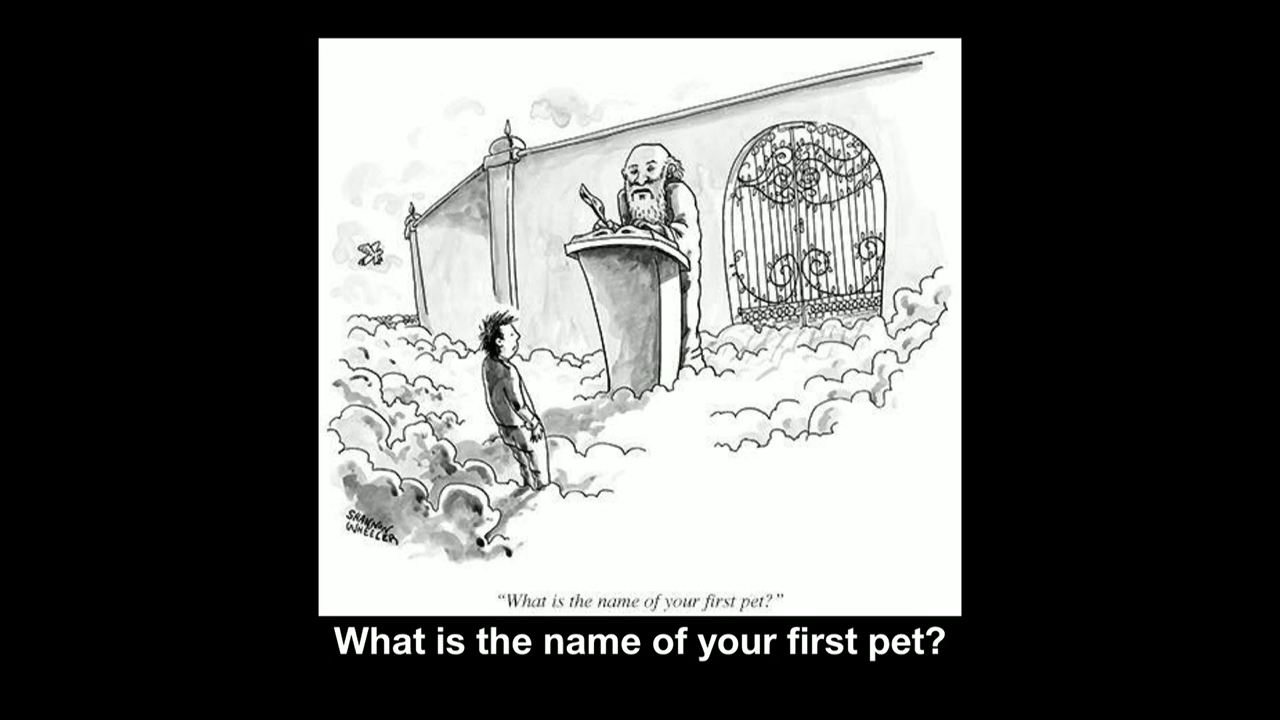 SHANNON
WHEELER
"What is the name of your first pet?"
What is the name of your first pet?